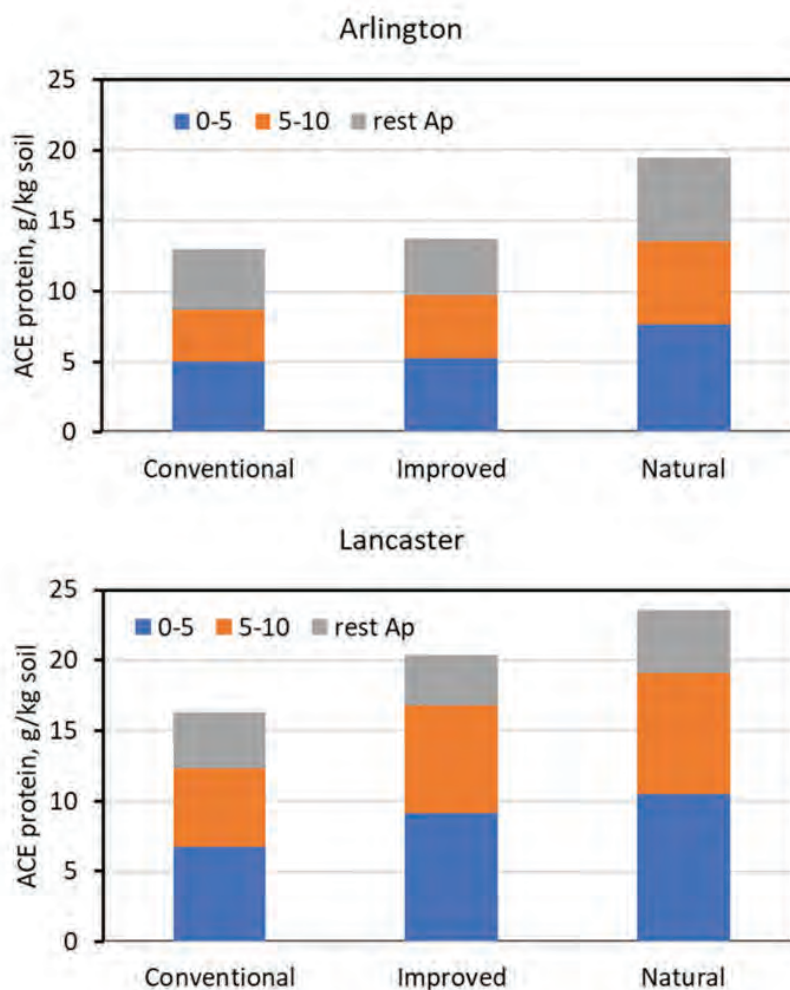 Arlington
ACE protein, g/kg soil
25
20
15
10
5
0
0-5 5-10 rest Ap
Conventional Improved Natural
Lancaster
ACE protein, g/kg soil
25
20
15
10
5
0
0-5 5-10 rest Ap
Conventional Improved Natural